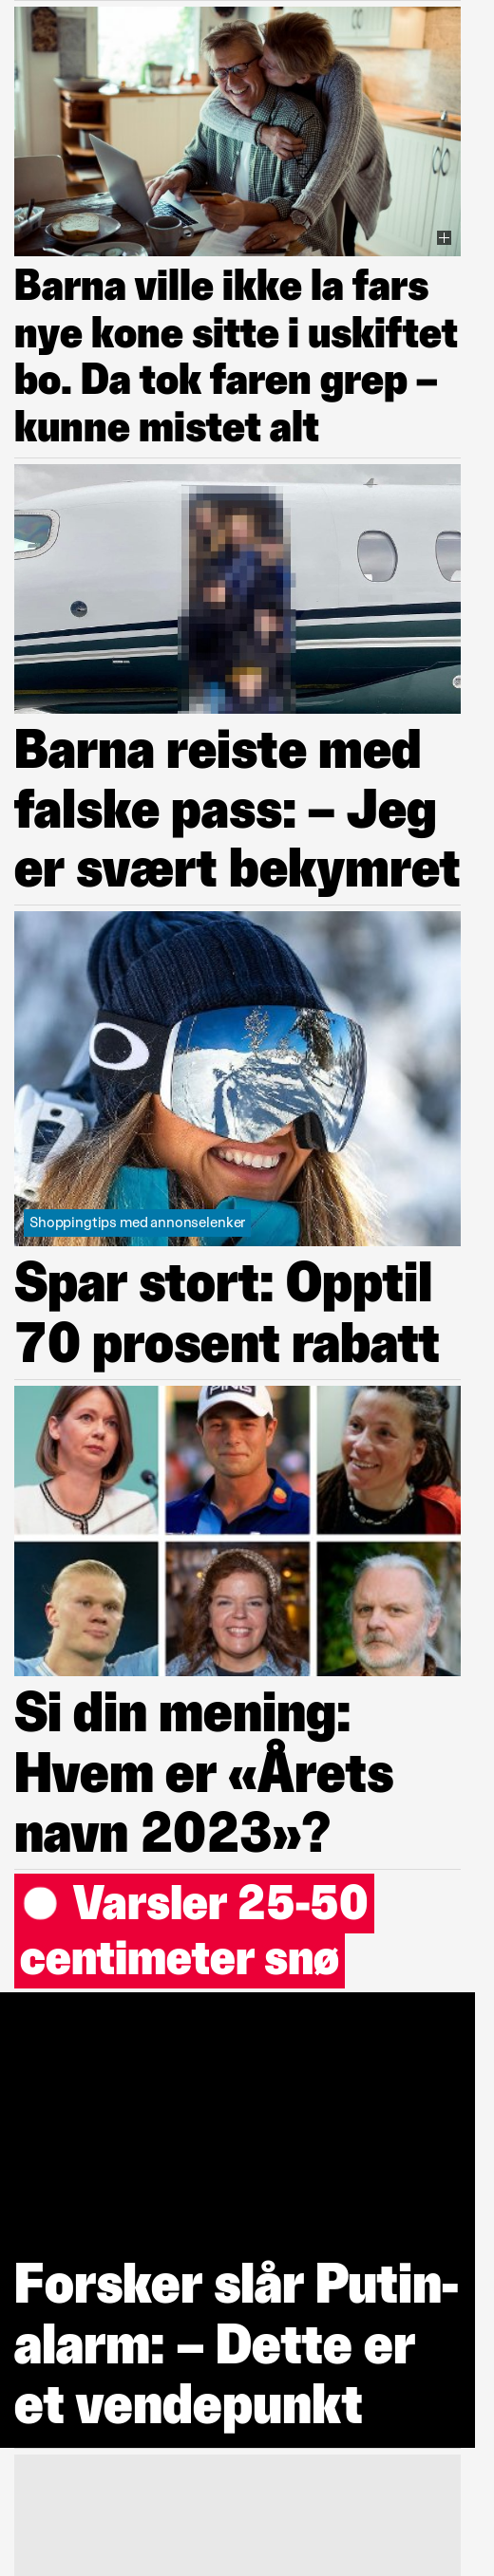 Barna ville ikke la fars
nye kone sitte i uskiftet
bo. Da tok faren grep –
kunne mistet alt
Barna reiste med
falske pass: – Jeg
er svært bekymret
Shoppingtips med annonselenker
Spar stort: Opptil
70 prosent rabatt
PING
Si din mening:
Hvem er «Årets
navn 2023»?
Varsler 25-50
centimeter snø
Forsker slår Putin-
alarm: – Dette er
et vendepunkt